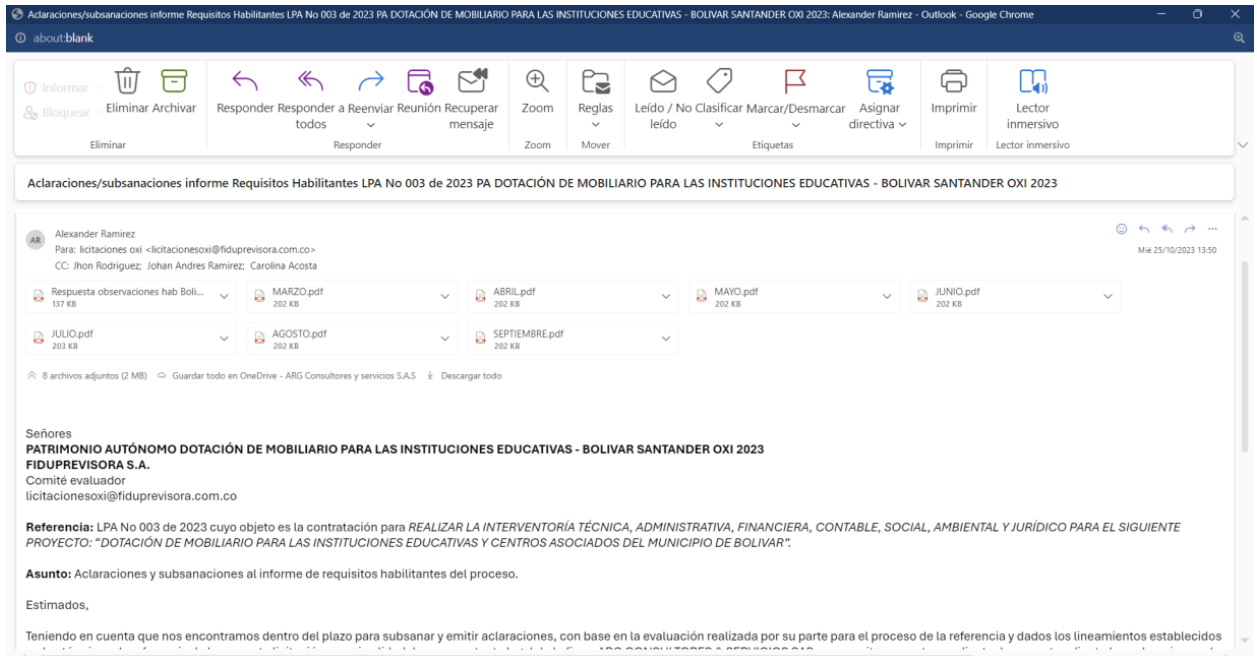 Aclaraciones/subsanaciones informe Requisitos Habilitantes LPA No 003 de 2023 PA DOTACIÓN DE MOBILIARIO PARA LAS INSTITUCIONES EDUCATIVAS - BOLIVAR SANTANDER OXI 2023: Alexander Ramirez - Outlook - Google Chrome
about:blank
Informar
Bloquear
Eliminar Archivar
Responder Responder a todos Reenviar Reunión Recuperar mensaje
Zoom
Reglas
Leído / No leído Clasificar Marcar/Desmarcar Asignar directiva
Imprimir
Lector inmersivo
Eliminar Responder Zoom Mover Etiquetas Imprimir Lector inmersivo
Aclaraciones/subsanaciones informe Requisitos Habilitantes LPA No 003 de 2023 PA DOTACIÓN DE MOBILIARIO PARA LAS INSTITUCIONES EDUCATIVAS - BOLIVAR SANTANDER OXI 2023
AR
Alexander Ramirez
Para: licitaciones oxi <licitacionesoxi@fiduprevisora.com.co>
CC: Jhon Rodriguez; Johan Andres Ramirez; Carolina Acosta
Mié 25/10/2023 13:50
Respuesta observaciones hab Boli...
137 KB
MARZO.pdf
202 KB
ABRIL.pdf
202 KB
MAYO.pdf
202 KB
JUNIO.pdf
202 KB
JULIO.pdf
203 KB
AGOSTO.pdf
202 KB
SEPTIEMBRE.pdf
202 KB
8 archivos adjuntos (2 MB) Guardar todo en OneDrive - ARG Consultores y servicios S.A.S Descargar todo
Señores
PATRIMONIO AUTÓNOMO DOTACIÓN DE MOBILIARIO PARA LAS INSTITUCIONES EDUCATIVAS - BOLIVAR SANTANDER OXI 2023
FIDUPREVISORA S.A.
Comité evaluador
licitacionesoxi@fiduprevisora.com.co
Referencia: LPA No 003 de 2023 cuyo objeto es la contratación para REALIZAR LA INTERVENTORÍA TÉCNICA, ADMINISTRATIVA, FINANCIERA, CONTABLE, SOCIAL, AMBIENTAL Y JURÍDICO PARA EL SIGUIENTE
PROYECTO: “DOTACIÓN DE MOBILIARIO PARA LAS INSTITUCIONES EDUCATIVAS Y CENTROS ASOCIADOS DEL MUNICIPIO DE BOLIVAR”.
Asunto: Aclaraciones y subsanaciones al informe de requisitos habilitantes del proceso.
Estimados,
Teniendo en cuenta que nos encontramos dentro del plazo para subsanar y emitir aclaraciones, con base en la evaluación realizada por su parte para el proceso de la referencia y dados los lineamientos establecidos